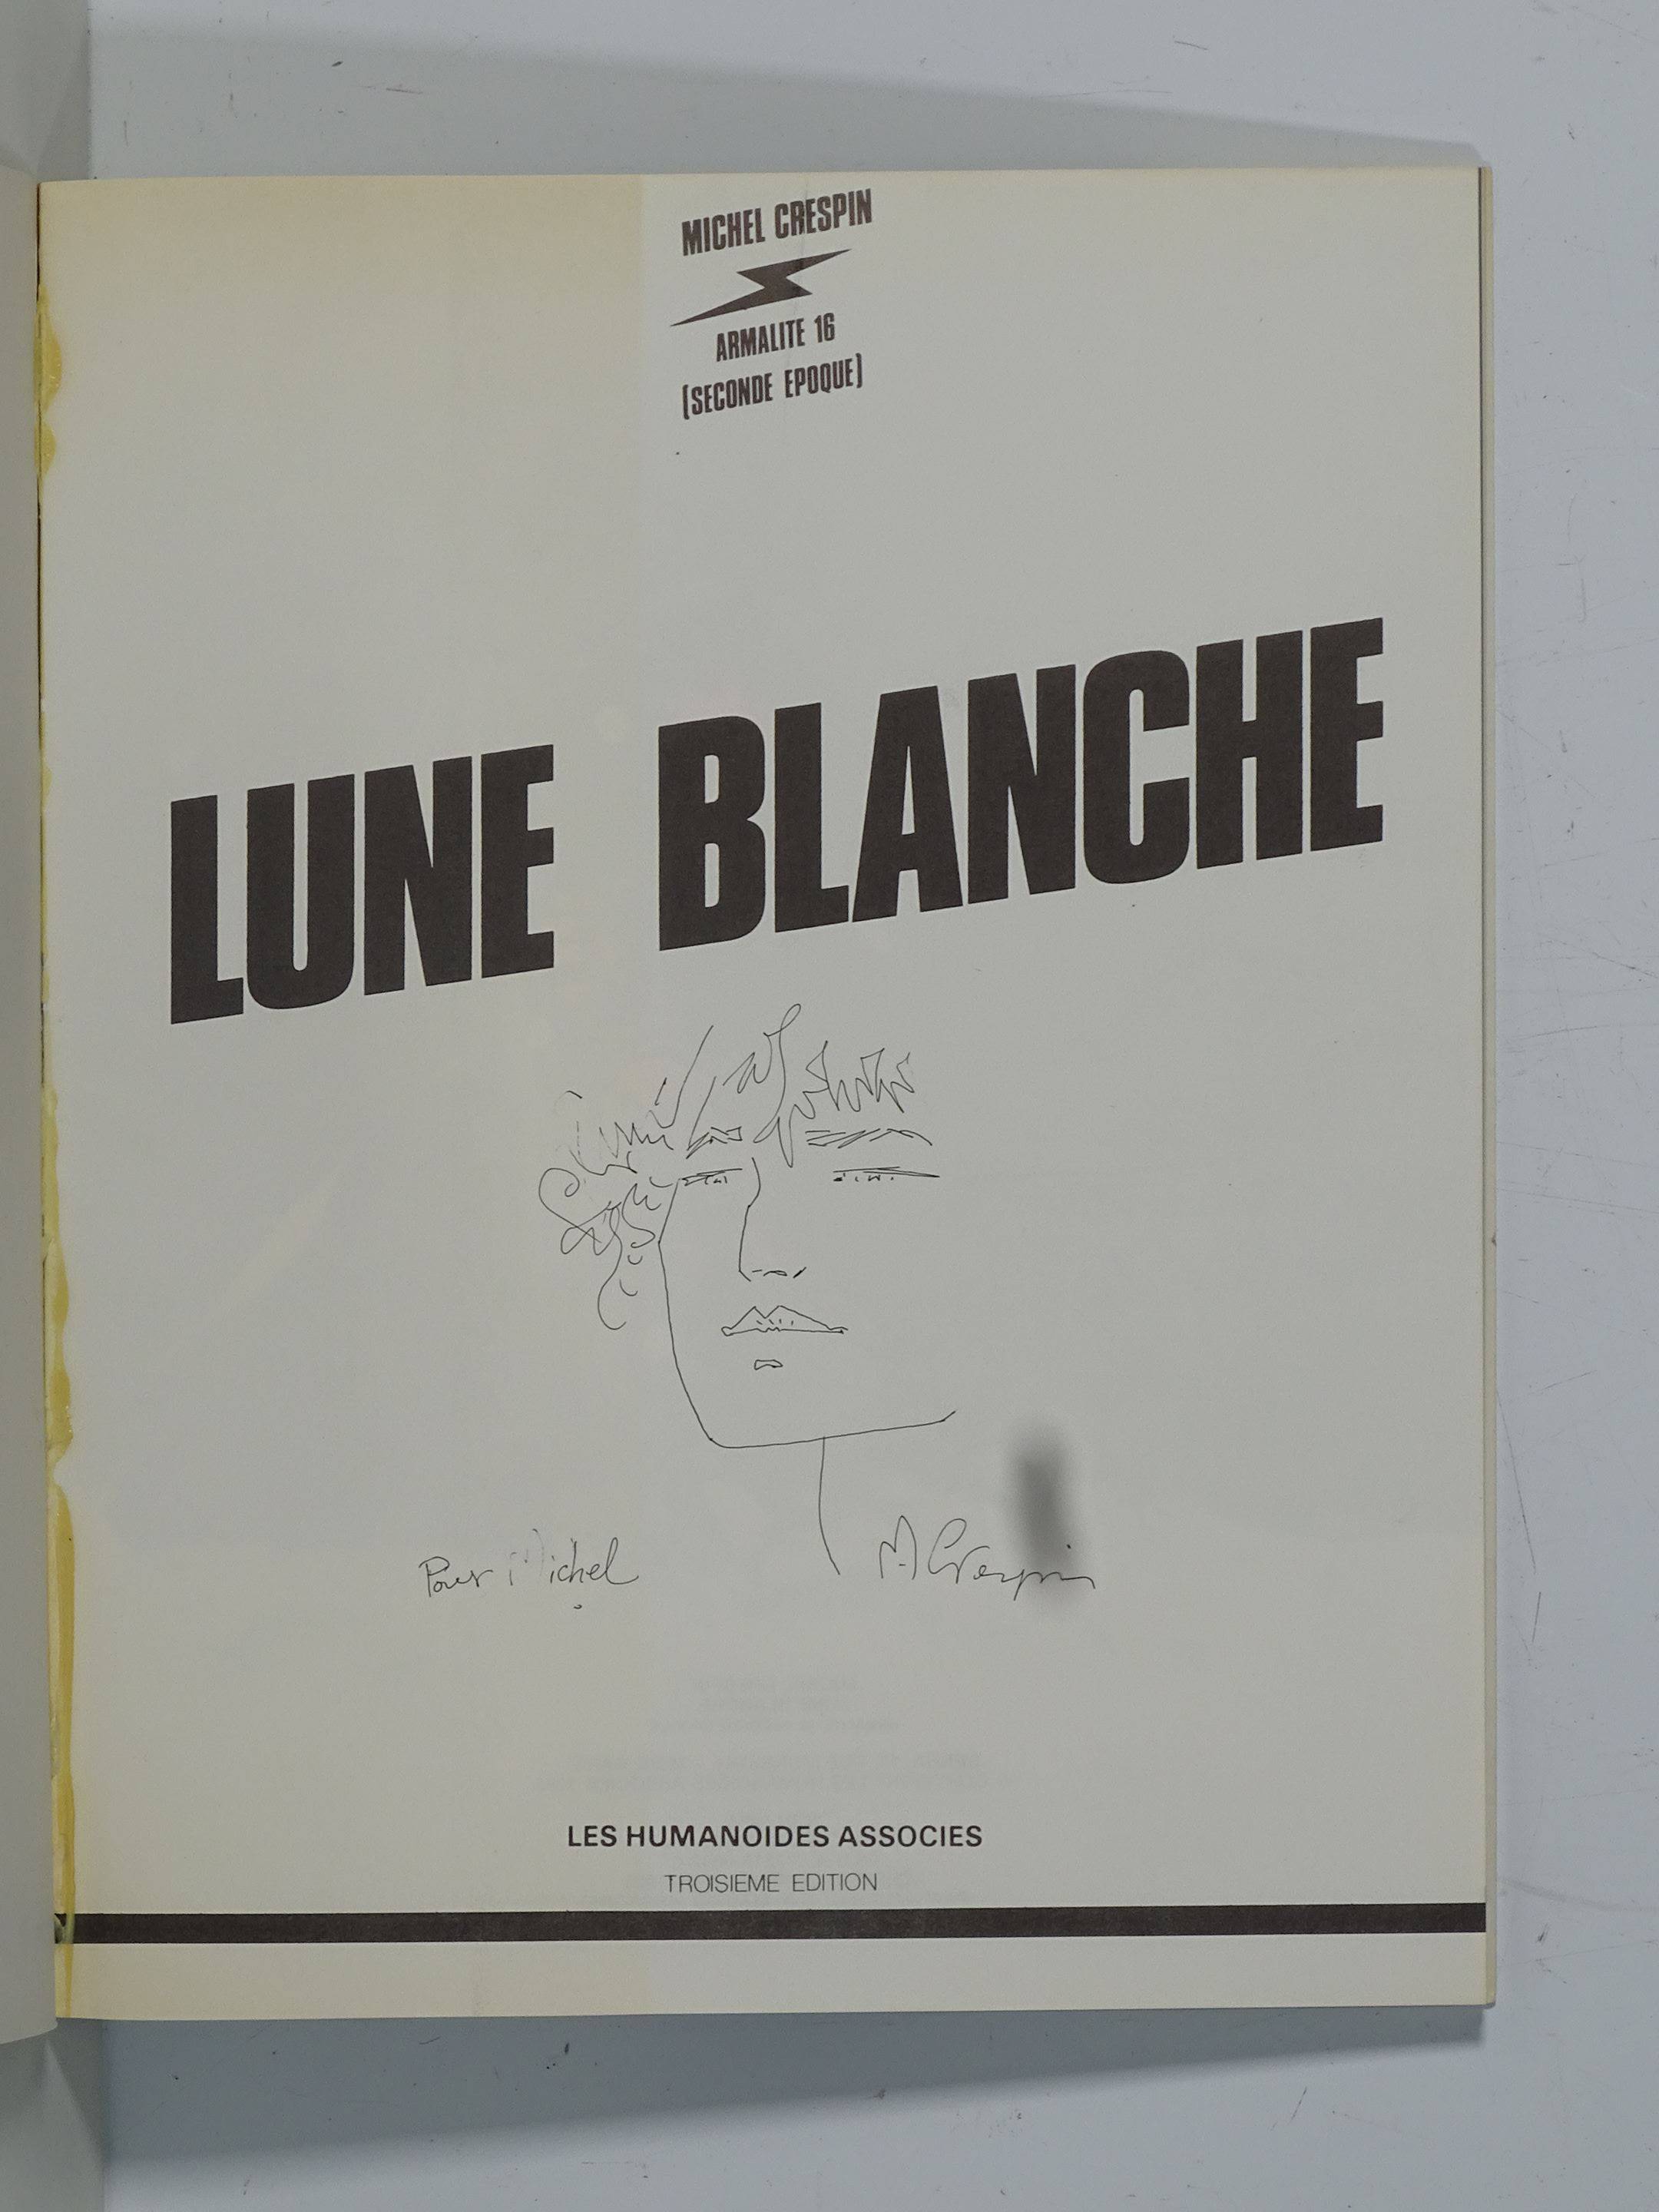 MICHEL CRESPIN
ARMALITE 16
(SECONDE EPOQUE)
LUNE BLANCHE
Pour Michel
M Crespin
LES HUMANOIDES ASSOCIES
TROISIEME EDITION